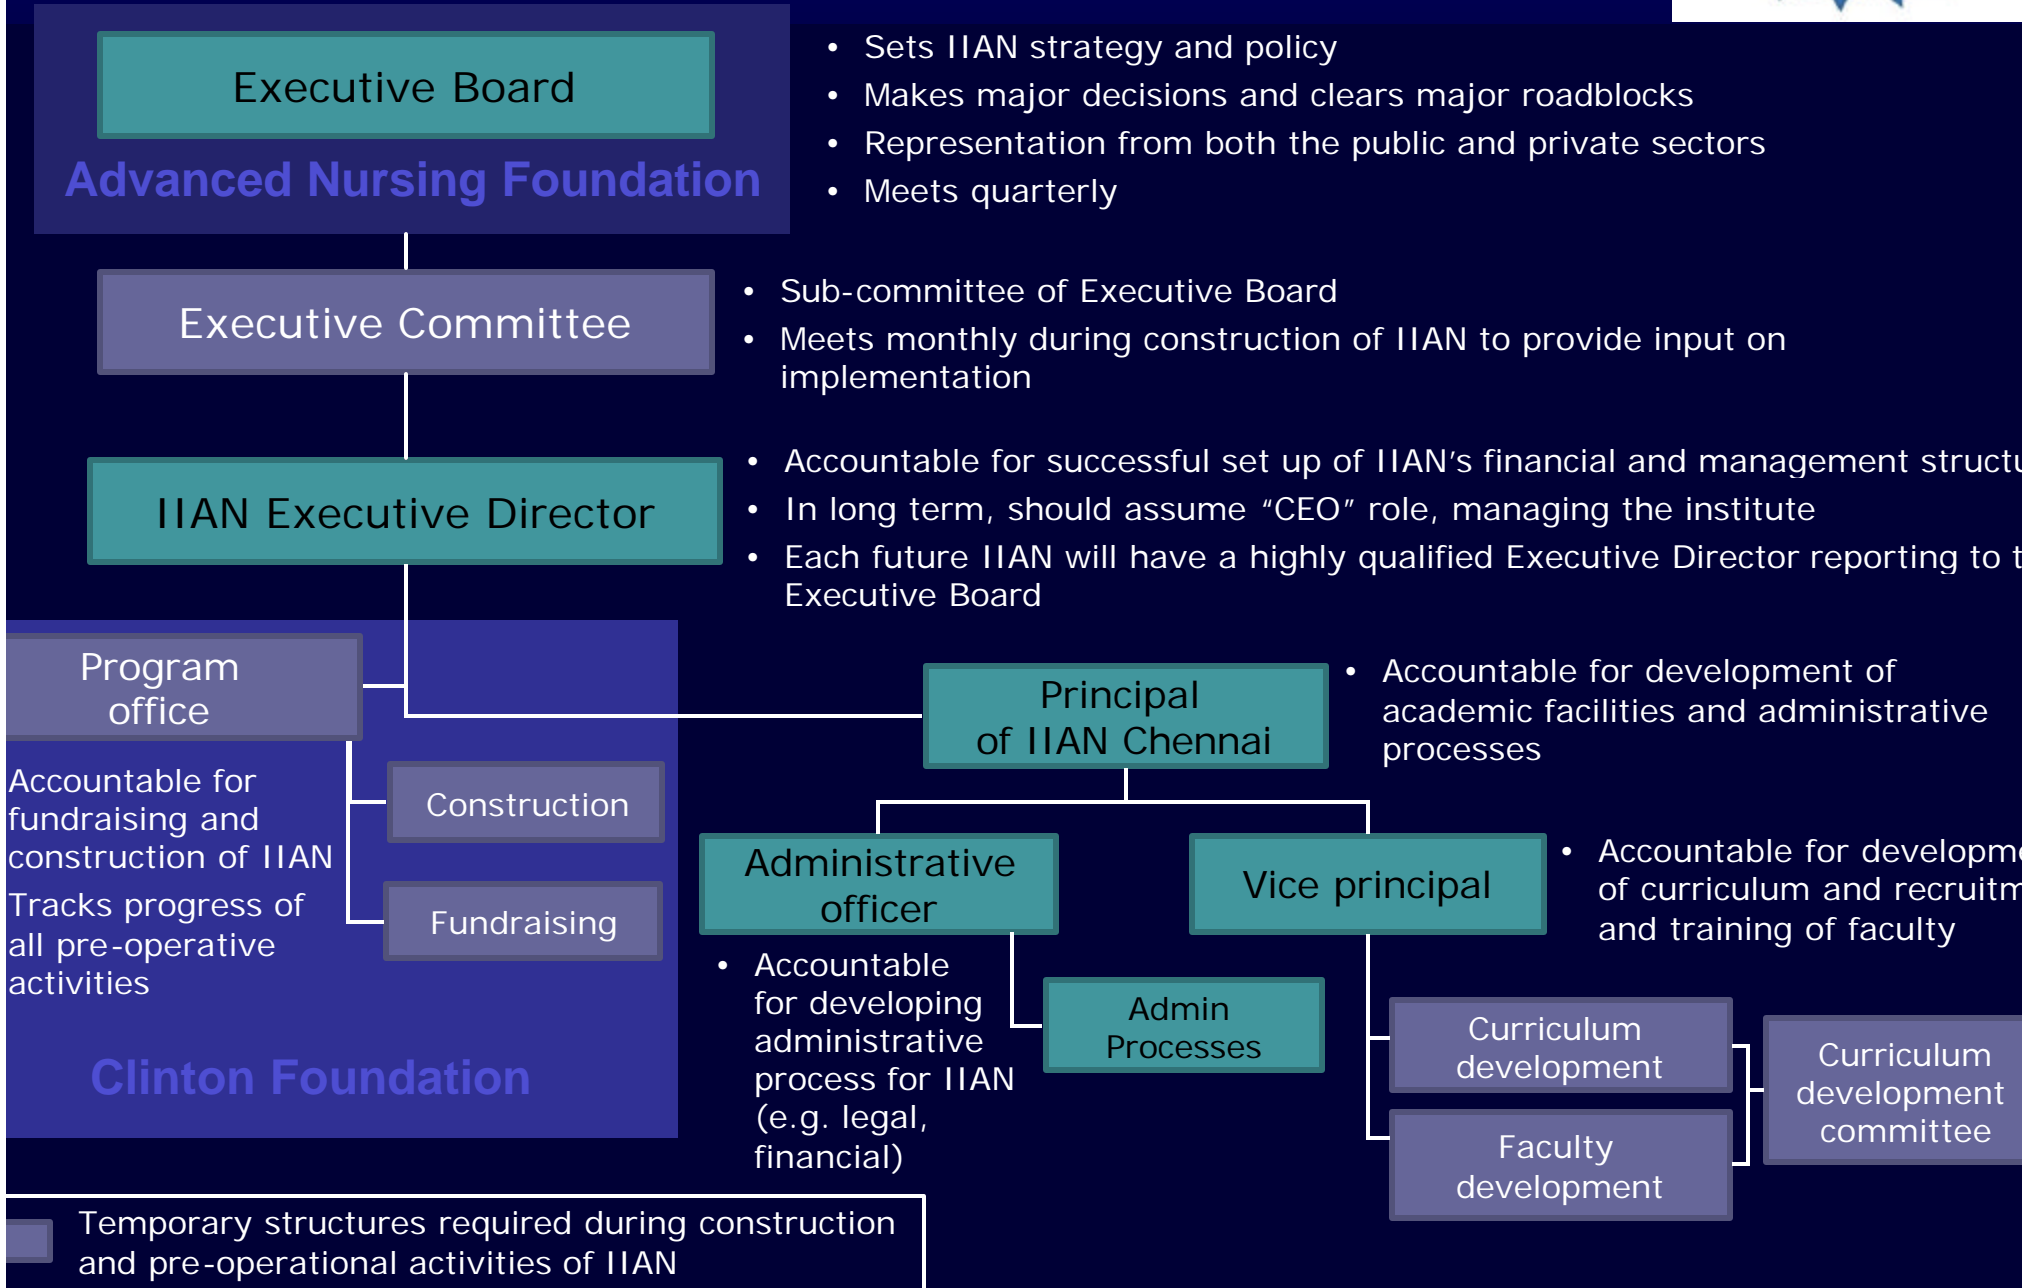 Executive Board
Advanced Nursing Foundation
• Sets IIAN strategy and policy
• Makes major decisions and clears major roadblocks
• Representation from both the public and private sectors
• Meets quarterly
Executive Committee
• Sub-committee of Executive Board
• Meets monthly during construction of IIAN to provide input on
implementation
IIAN Executive Director
• Accountable for successful set up of IIAN’s financial and management
• In long term, should assume “CEO” role, managing the institute
• Each future IIAN will have a highly qualified Executive Director reporting to
Executive Board
Program
office
Accountable for
fundraising and
construction of IIAN
Tracks progress of
all pre-operative
activities
Construction
Fundraising
Clinton Foundation
Principal
of IIAN Chennai
• Accountable for development of
academic facilities and administrative
processes
Administrative
officer
• Accountable
for developing
administrative
process for IIAN
(e.g. legal,
financial)
Admin
Processes
Vice principal
• Accountable for
of curriculum and
and training of faculty
Curriculum
development
Faculty
development
Curriculum
development
committee
Temporary structures required during construction
and pre-operational activities of IIAN